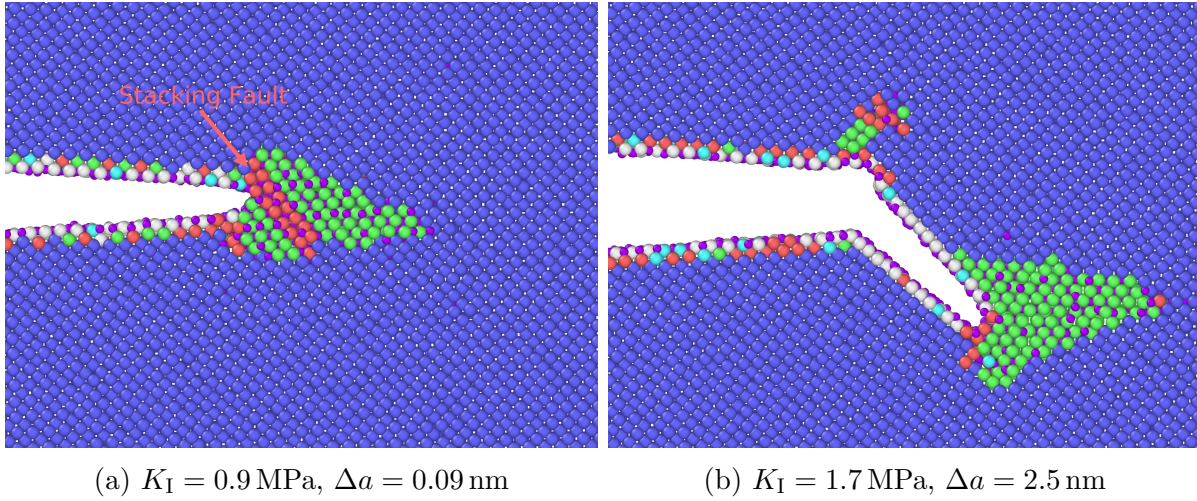 Stacking Fault
(a) K_I = 0.9 MPa, Δa = 0.09 nm
(b) K_I = 1.7 MPa, Δa = 2.5 nm